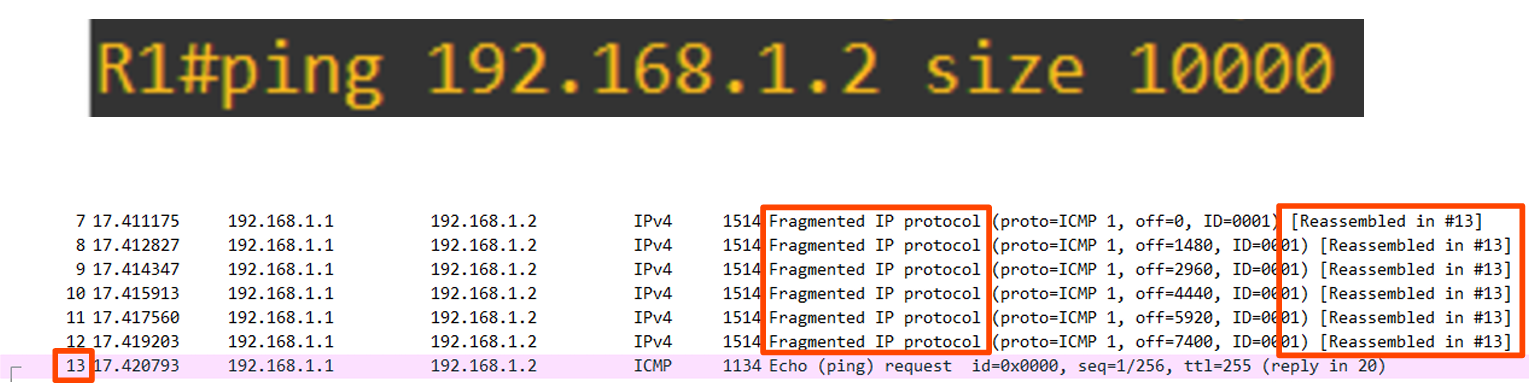 R1#ping 192.168.1.2 size 10000
7 17.411175 192.168.1.1 192.168.1.2 IPv4 1514 Fragmented IP protocol (proto=ICMP 1, off=0, ID=0001) [Reassembled in #13]
8 17.412827 192.168.1.1 192.168.1.2 IPv4 1514 Fragmented IP protocol (proto=ICMP 1, off=1480, ID=0001) [Reassembled in #13]
9 17.414347 192.168.1.1 192.168.1.2 IPv4 1514 Fragmented IP protocol (proto=ICMP 1, off=2960, ID=0001) [Reassembled in #13]
10 17.415913 192.168.1.1 192.168.1.2 IPv4 1514 Fragmented IP protocol (proto=ICMP 1, off=4440, ID=0001) [Reassembled in #13]
11 17.417560 192.168.1.1 192.168.1.2 IPv4 1514 Fragmented IP protocol (proto=ICMP 1, off=5920, ID=0001) [Reassembled in #13]
12 17.419203 192.168.1.1 192.168.1.2 IPv4 1514 Fragmented IP protocol (proto=ICMP 1, off=7400, ID=0001) [Reassembled in #13]
13 17.420793 192.168.1.1 192.168.1.2 ICMP 1134 Echo (ping) request id=0x0000, seq=1/256, ttl=255 (reply in 20)